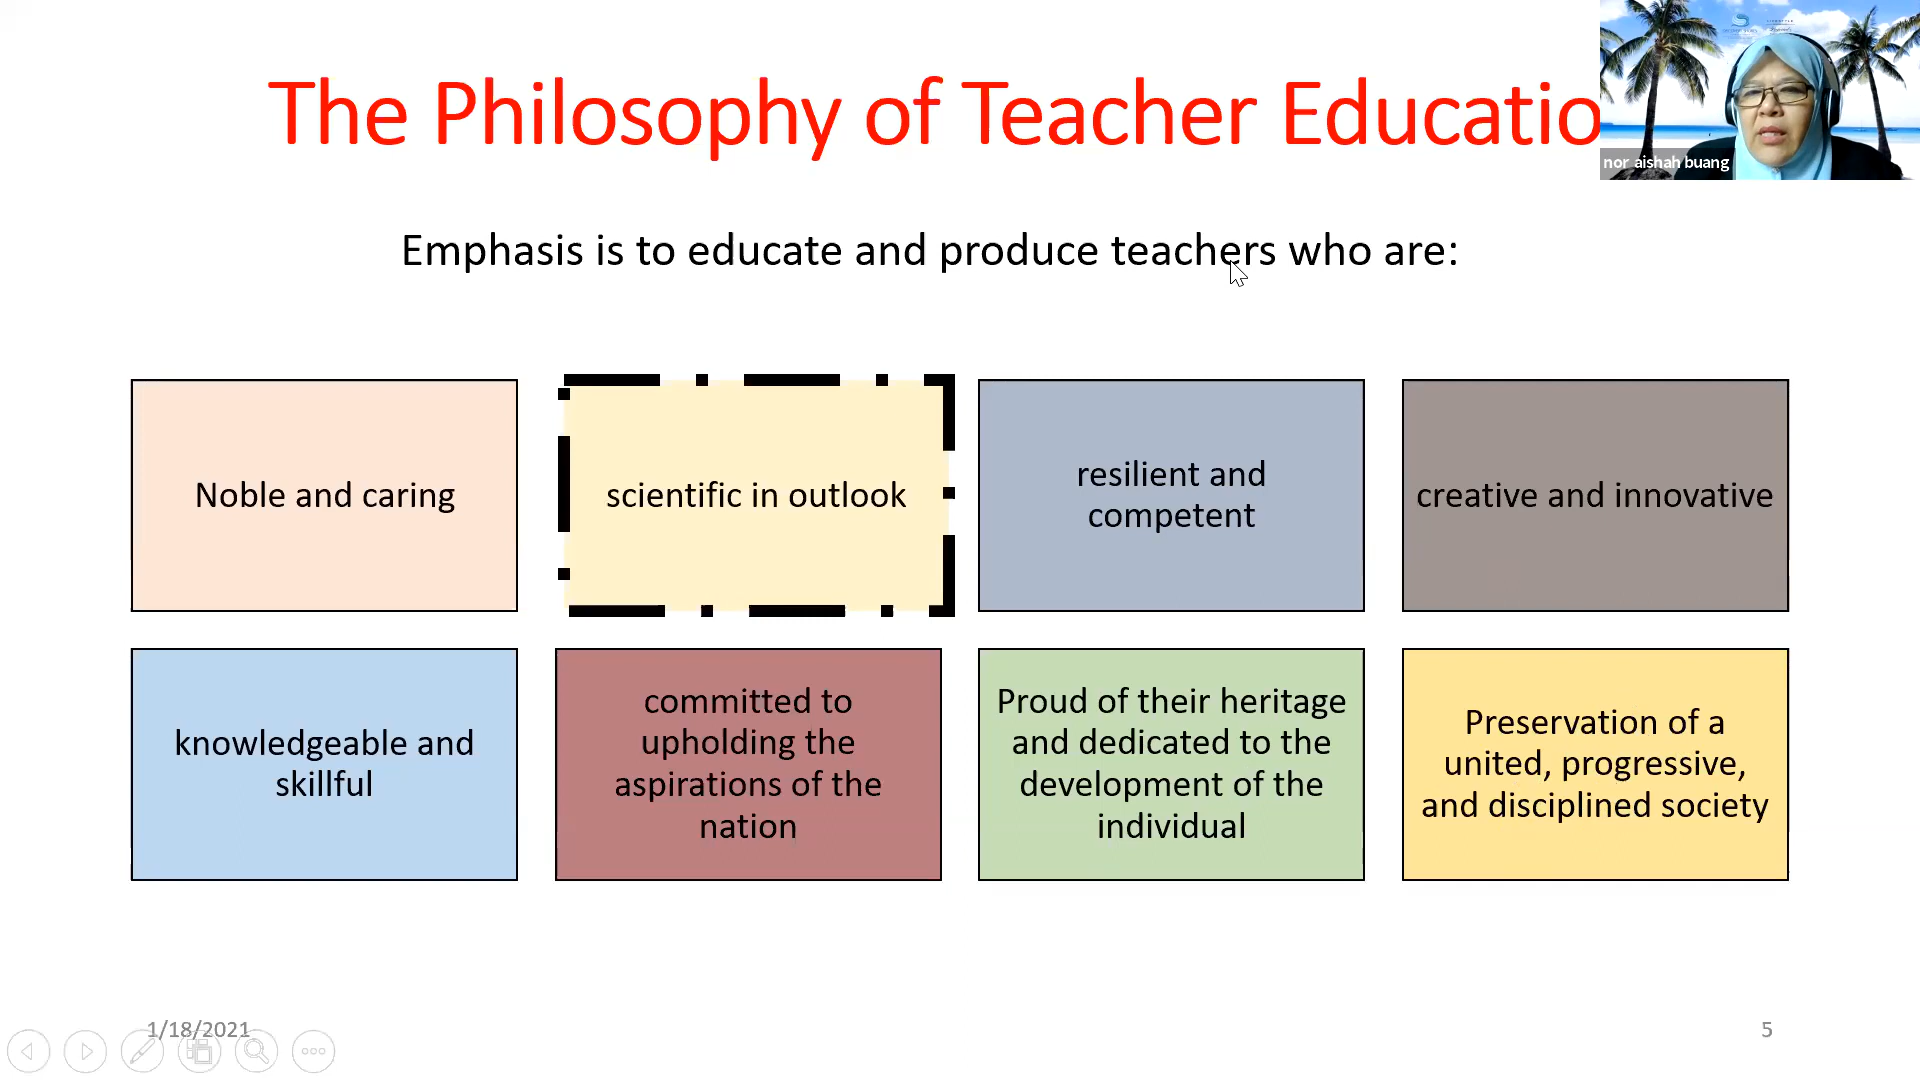 The Philosophy of Teacher Educatio
nor aishah buang
Emphasis is to educate and produce teachers who are:
Noble and caring
scientific in outlook
resilient and
competent
creative and innovative
knowledgeable and
skillful
committed to
upholding the
aspirations of the
nation
Proud of their heritage
and dedicated to the
development of the
individual
Preservation of a
united, progressive,
and disciplined society
1/18/2021
5